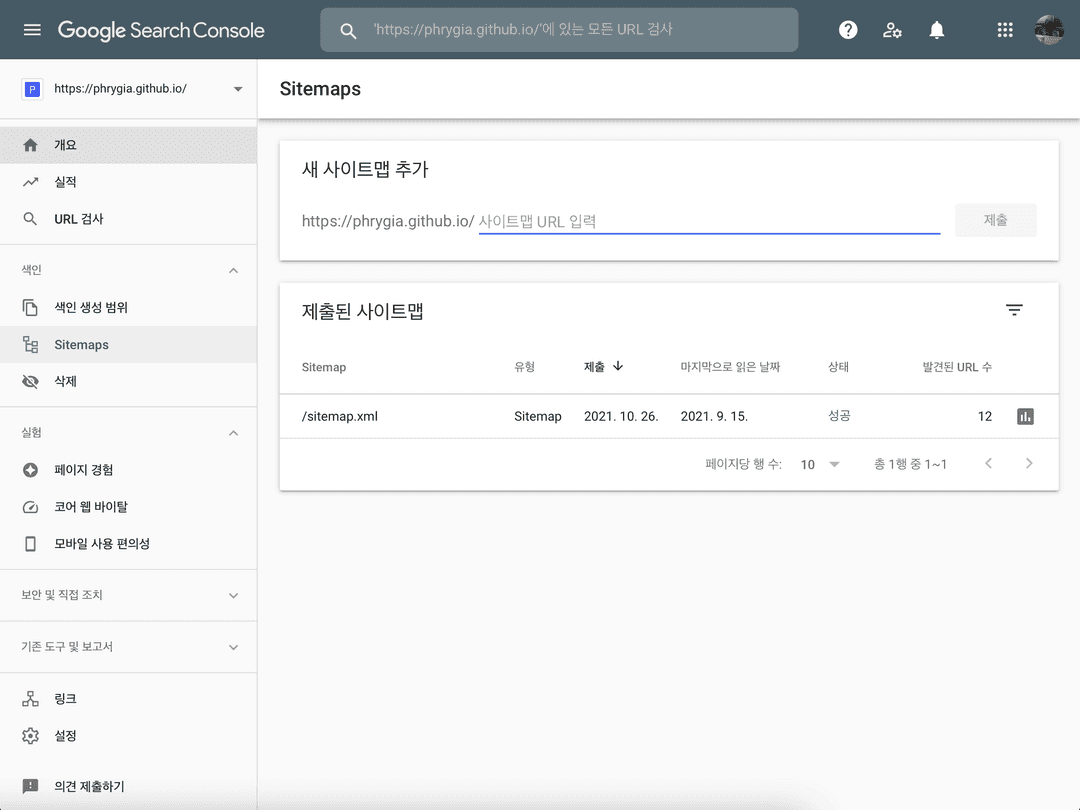 Google Search Console
'https://phrygia.github.io/'에 있는 모든 URL 검사
P https://phrygia.github.io/
개요
실적
URL 검사
색인
색인 생성 범위
Sitemaps
삭제
실험
페이지 경험
코어 웹 바이탈
모바일 사용 편의성
보안 및 직접 조치
기존 도구 및 보고서
링크
설정
의견 제출하기
Sitemaps
새 사이트맵 추가
https://phrygia.github.io/ 사이트맵 URL 입력 제출
제출된 사이트맵
Sitemap 유형 제출 마지막으로 읽은 날짜 상태 발견된 URL 수
/sitemap.xml Sitemap 2021. 10. 26. 2021. 9. 15. 성공 12
페이지당 행 수: 10 총 1행 중 1~1